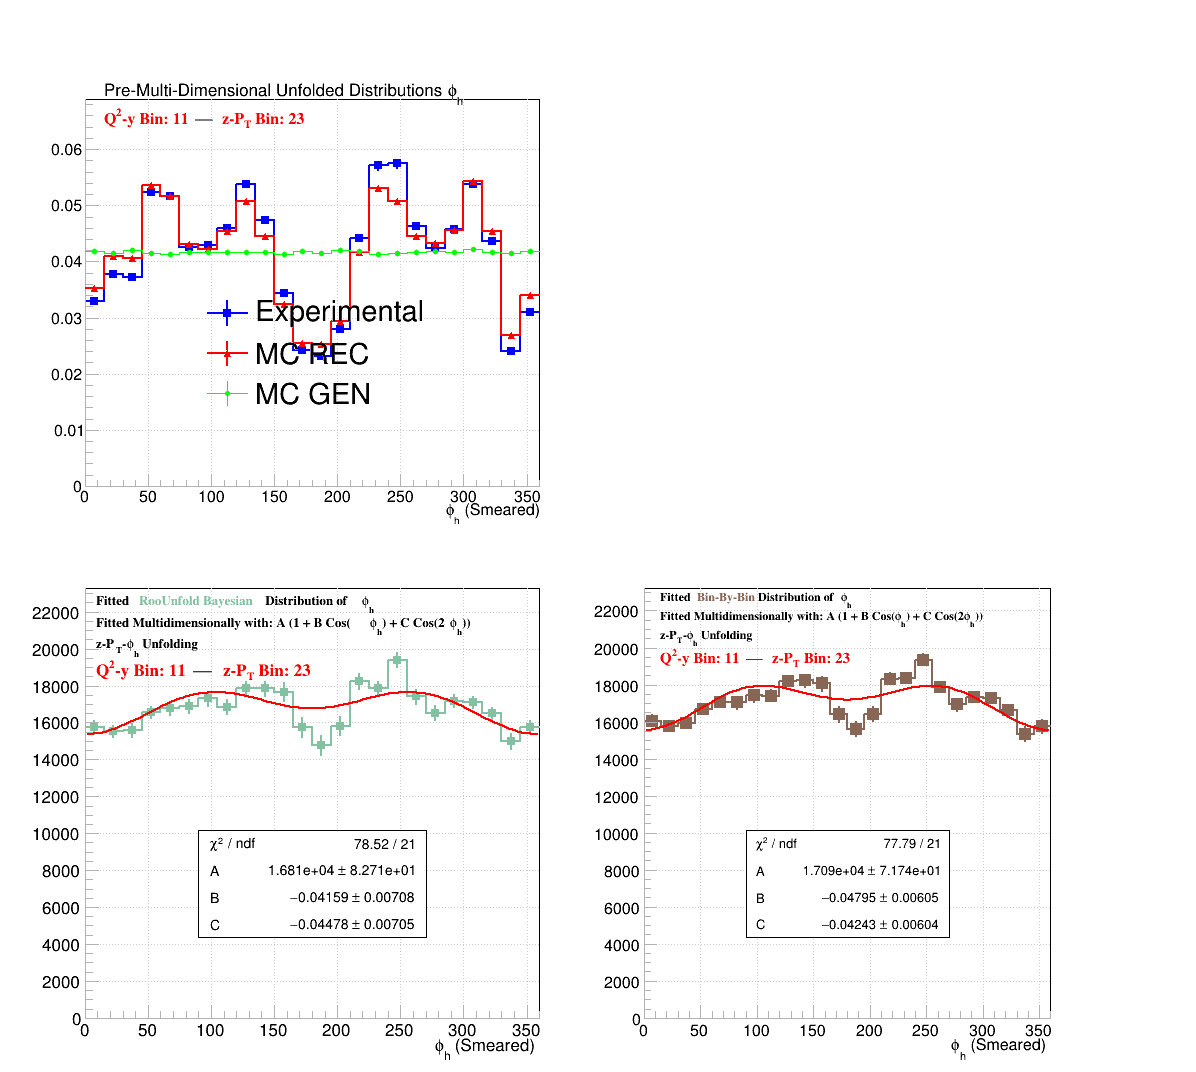 Pre-Multi-Dimensional Unfolded Distributions ϕh
Q2-y Bin: 11 — z-PT Bin: 23
0.06
0.05
0.04
0.03
0.02
0.01
0
Experimental
MC REC
MC GEN
0 50 100 150 200 250 300 350
ϕh (Smeared)
Fitted RooUnfold Bayesian Distribution of ϕh
Fitted Multidimensionally with: A (1 + B Cos( ϕh) + C Cos(2 ϕh))
z-PT-ϕh Unfolding
Q2-y Bin: 11 — z-PT Bin: 23
22000
20000
18000
16000
14000
12000
10000
8000
6000
4000
2000
0
χ2 / ndf 78.52 / 21
A 1.681e+04 ± 8.271e+01
B −0.04159 ± 0.00708
C −0.04478 ± 0.00705
0 50 100 150 200 250 300 350
ϕh (Smeared)
Fitted Bin-By-Bin Distribution of ϕh
Fitted Multidimensionally with: A (1 + B Cos(ϕh) + C Cos(2ϕh))
z-PT-ϕh Unfolding
Q2-y Bin: 11 — z-PT Bin: 23
22000
20000
18000
16000
14000
12000
10000
8000
6000
4000
2000
0
χ2 / ndf 77.79 / 21
A 1.709e+04 ± 7.174e+01
B −0.04795 ± 0.00605
C −0.04243 ± 0.00604
0 50 100 150 200 250 300 350
ϕh (Smeared)